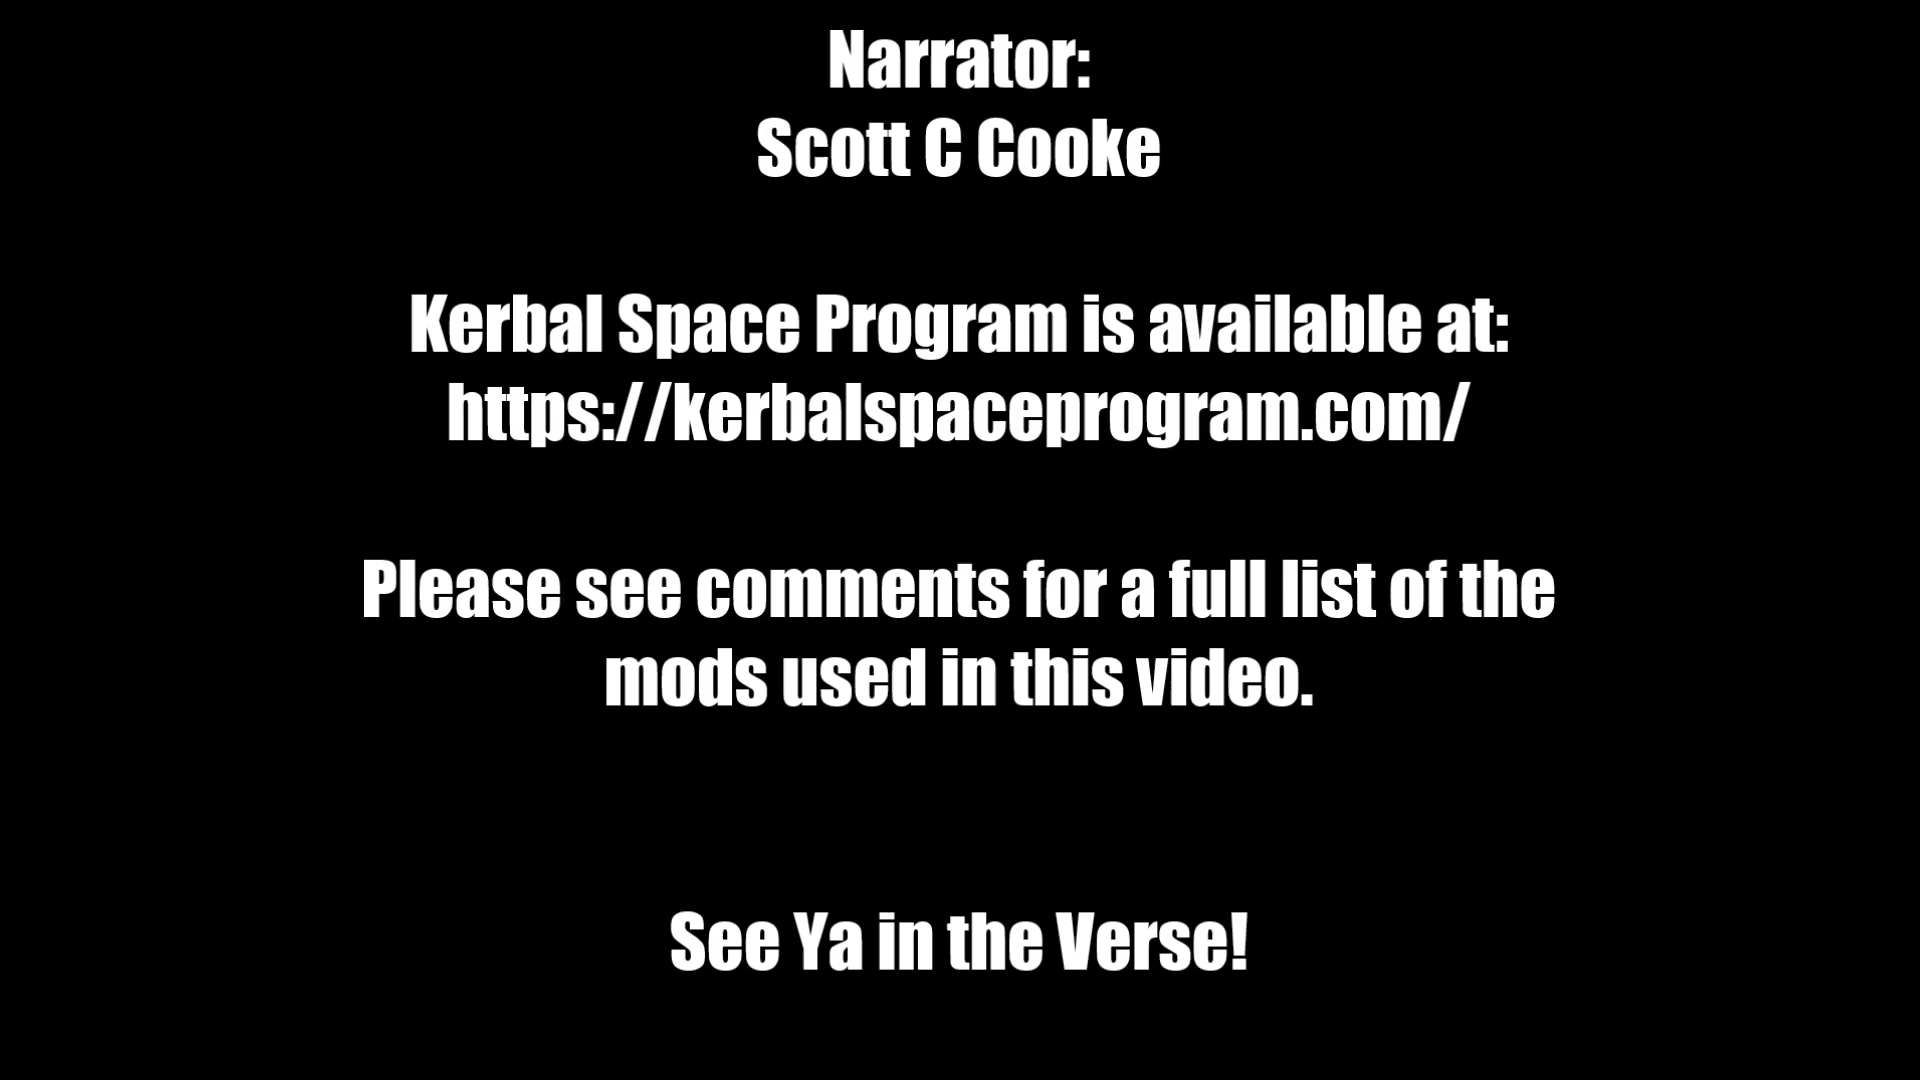 Narrator:
Scott C Cooke
Kerbal Space Program is available at:
https://kerbalspaceprogram.com/
Please see comments for a full list of the
mods used in this video.
See Ya in the Verse!